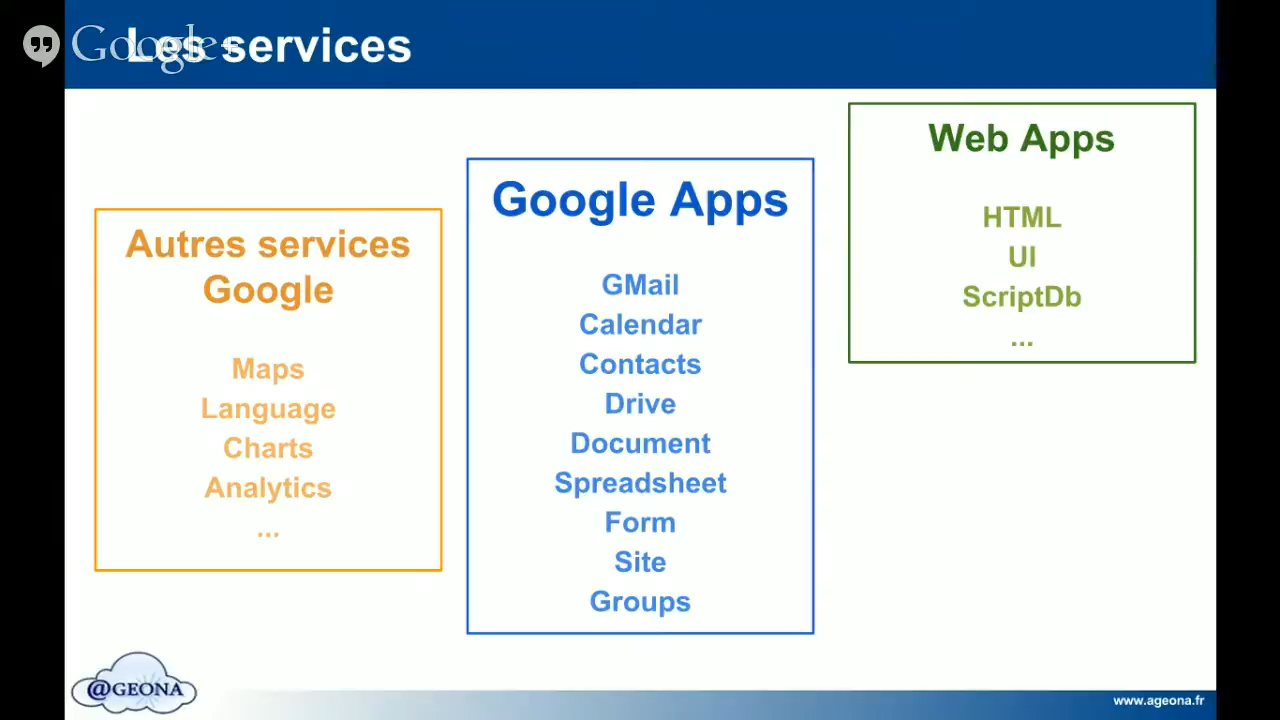 Google+
Les services
Autres services
Google
Maps
Language
Charts
Analytics
...
Google Apps
GMail
Calendar
Contacts
Drive
Document
Spreadsheet
Form
Site
Groups
Web Apps
HTML
UI
ScriptDb
...
@GEONA
www.ageona.fr